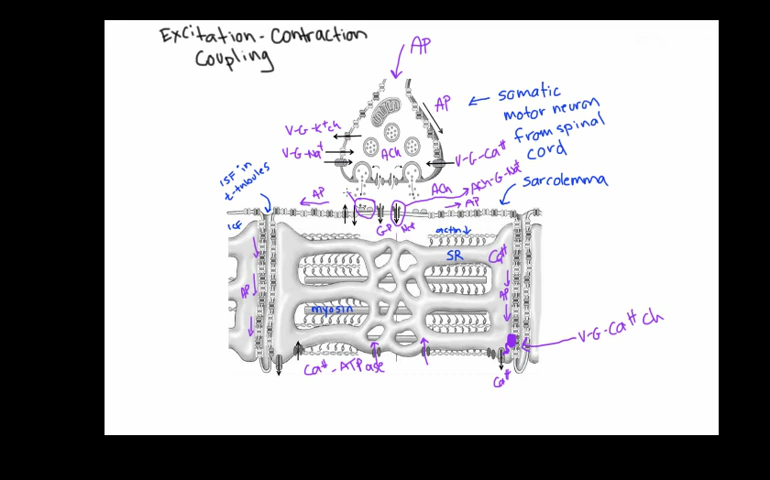 Excitation-Contraction
Coupling
AP
AP
somatic
motor neuron
from spinal
cord
V-G-K+ch
V-G-Na+
ACh
V-G-Ca++
ISF in
t-tubules
AP
ACh
ACh-G-Na+
AP
sarcolemma
ICF
GP
Na+
actin
SR
Ca++
AP
AP
myosin
V-G-Ca++ Ch
Ca++-ATPase
Ca++